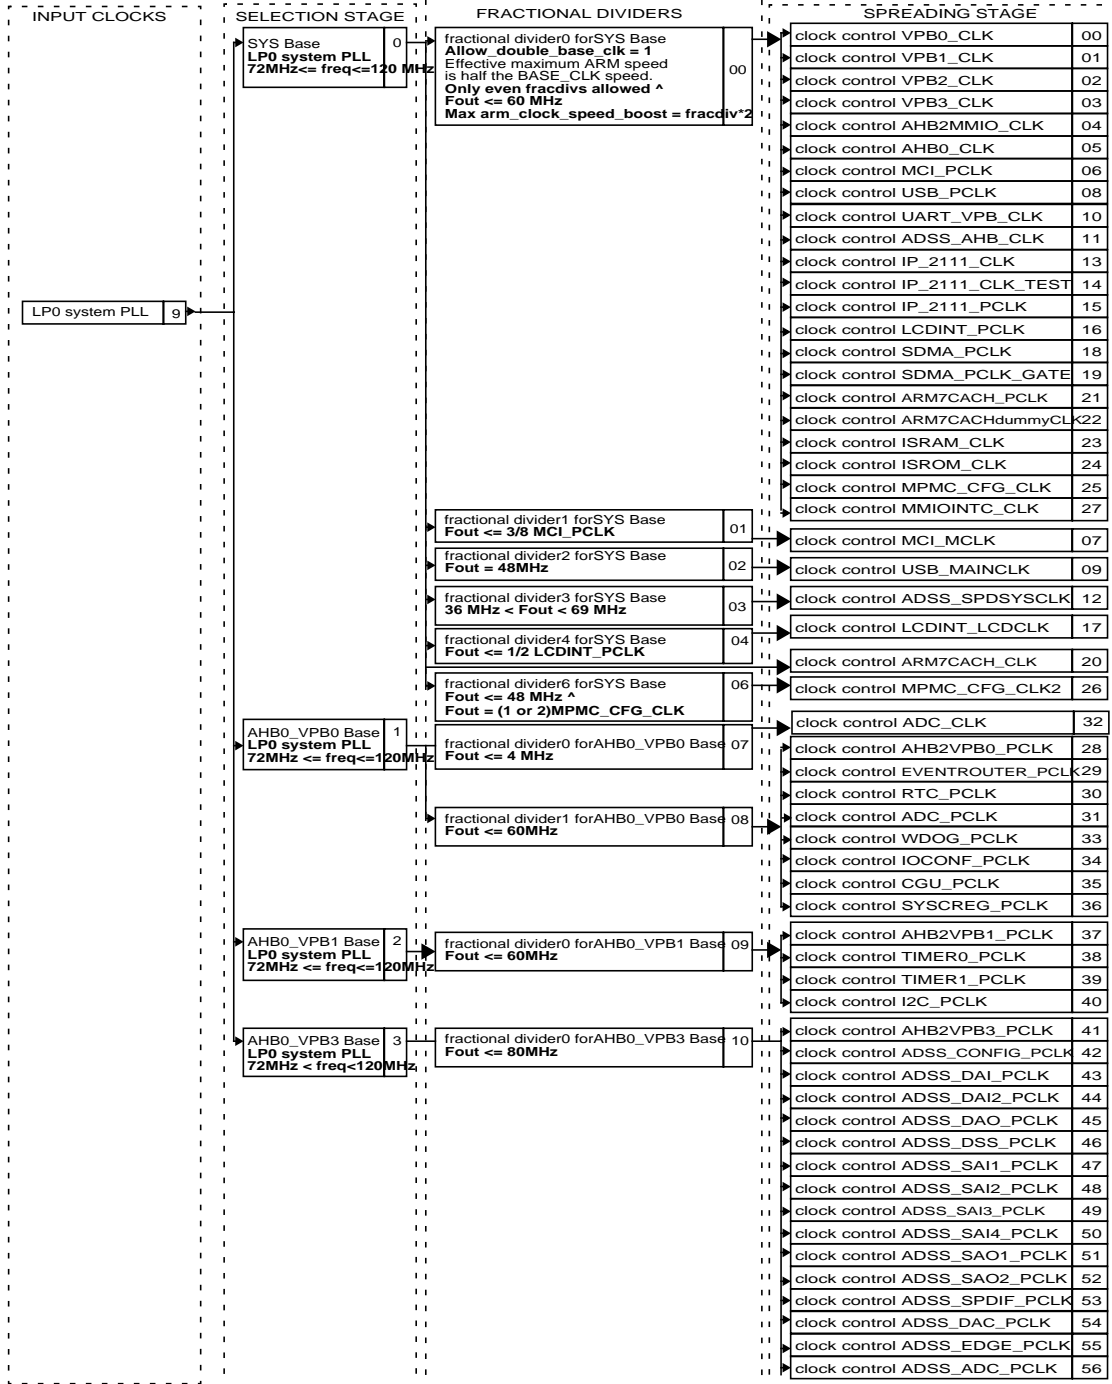 INPUT CLOCKS
SELECTION STAGE
FRACTIONAL DIVIDERS
SPREADING STAGE
LP0 system PLL 9
SYS Base 0
LP0 system PLL
72MHz<= freq<=120 MHz
AHB0_VPB0 Base 1
LP0 system PLL
72MHz <= freq<=120MHz
AHB0_VPB1 Base 2
LP0 system PLL
72MHz <= freq<=120MHz
AHB0_VPB3 Base 3
LP0 system PLL
72MHz < freq<120MHz
fractional divider0 forSYS Base
Allow_double_base_clk = 1
Effective maximum ARM speed
is half the BASE_CLK speed.
00
Only even fracdivs allowed ^
Fout <= 60 MHz
Max arm_clock_speed_boost = fracdiv*2
fractional divider1 forSYS Base
Fout <= 3/8 MCI_PCLK
01
fractional divider2 forSYS Base
Fout = 48MHz
02
fractional divider3 forSYS Base
36 MHz < Fout < 69 MHz
03
fractional divider4 forSYS Base 04
Fout <= 1/2 LCDINT_PCLK
fractional divider6 forSYS Base 06
Fout <= 48 MHz ^
Fout = (1 or 2)MPMC_CFG_CLK
fractional divider0 forAHB0_VPB0 Base 07
Fout <= 4 MHz
fractional divider1 forAHB0_VPB0 Base 08
Fout <= 60MHz
fractional divider0 forAHB0_VPB1 Base 09
Fout <= 60MHz
fractional divider0 forAHB0_VPB3 Base 10
Fout <= 80MHz
clock control VPB0_CLK 00
clock control VPB1_CLK 01
clock control VPB2_CLK 02
clock control VPB3_CLK 03
clock control AHB2MMIO_CLK 04
clock control AHB0_CLK 05
clock control MCI_PCLK 06
clock control USB_PCLK 08
clock control UART_VPB_CLK 10
clock control ADSS_AHB_CLK 11
clock control IP_2111_CLK 13
clock control IP_2111_CLK_TEST 14
clock control IP_2111_PCLK 15
clock control LCDINT_PCLK 16
clock control SDMA_PCLK 18
clock control SDMA_PCLK_GATE 19
clock control ARM7CACH_PCLK 21
clock control ARM7CACHdummyCLK 22
clock control ISRAM_CLK 23
clock control ISROM_CLK 24
clock control MPMC_CFG_CLK 25
clock control MMIOINTC_CLK 27
clock control MCI_MCLK 07
clock control USB_MAINCLK 09
clock control ADSS_SPDSYSCLK 12
clock control LCDINT_LCDCLK 17
clock control ARM7CACH_CLK 20
clock control MPMC_CFG_CLK2 26
clock control ADC_CLK 32
clock control AHB2VPB0_PCLK 28
clock control EVENTROUTER_PCLK 29
clock control RTC_PCLK 30
clock control ADC_PCLK 31
clock control WDOG_PCLK 33
clock control IOCONF_PCLK 34
clock control CGU_PCLK 35
clock control SYSCREG_PCLK 36
clock control AHB2VPB1_PCLK 37
clock control TIMER0_PCLK 38
clock control TIMER1_PCLK 39
clock control I2C_PCLK 40
clock control AHB2VPB3_PCLK 41
clock control ADSS_CONFIG_PCLK 42
clock control ADSS_DAI_PCLK 43
clock control ADSS_DAI2_PCLK 44
clock control ADSS_DAO_PCLK 45
clock control ADSS_DSS_PCLK 46
clock control ADSS_SAI1_PCLK 47
clock control ADSS_SAI2_PCLK 48
clock control ADSS_SAI3_PCLK 49
clock control ADSS_SAI4_PCLK 50
clock control ADSS_SAO1_PCLK 51
clock control ADSS_SAO2_PCLK 52
clock control ADSS_SPDIF_PCLK 53
clock control ADSS_DAC_PCLK 54
clock control ADSS_EDGE_PCLK 55
clock control ADSS_ADC_PCLK 56